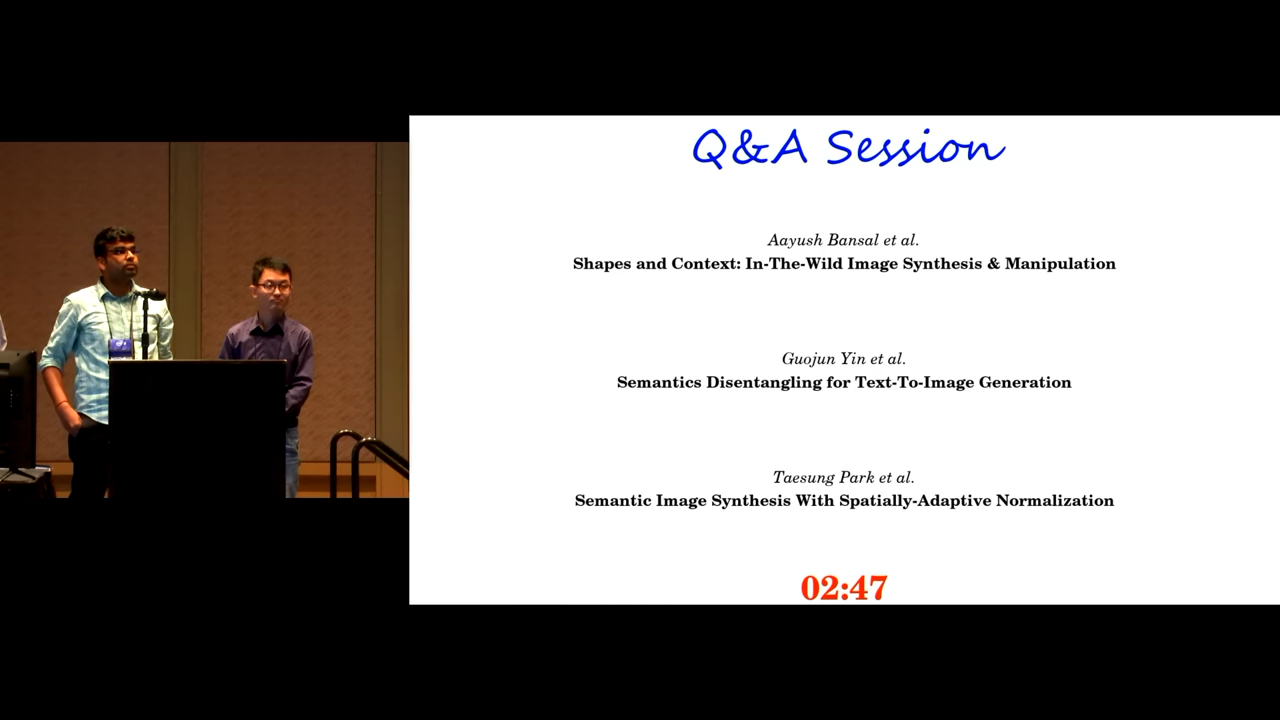 Q&A Session
Aayush Bansal et al.
Shapes and Context: In-The-Wild Image Synthesis & Manipulation
Guojun Yin et al.
Semantics Disentangling for Text-To-Image Generation
Taesung Park et al.
Semantic Image Synthesis With Spatially-Adaptive Normalization
02:47